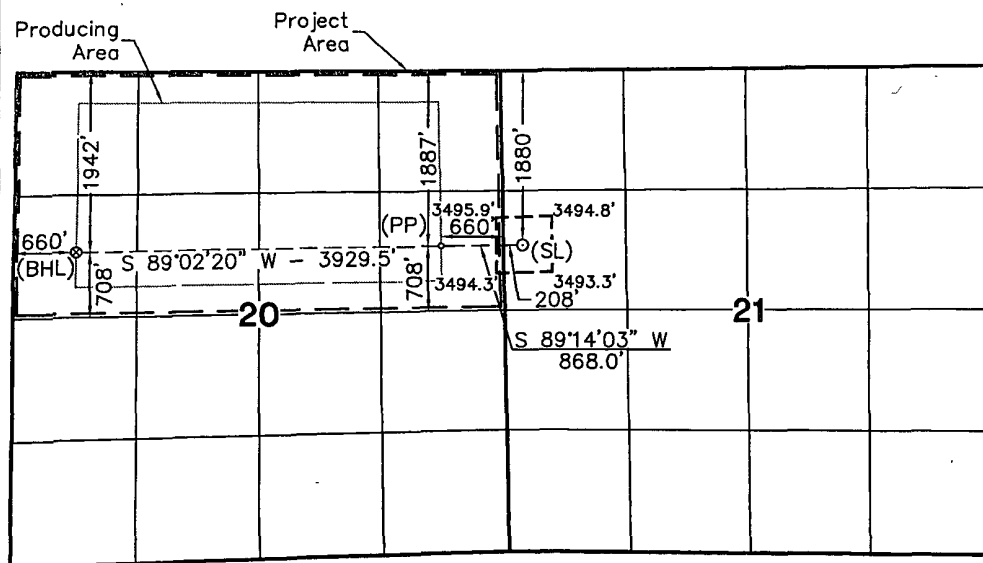 Producing
Area
Project
Area
1942'
1887'
1880'
(PP)
3495.9'
660'
3494.8'
660'
(BHL)
S 89°02'20" W - 3929.5'
(SL)
708'
708'
3494.3'
3493.3'
208'
20
21
S 89°14'03" W
868.0'